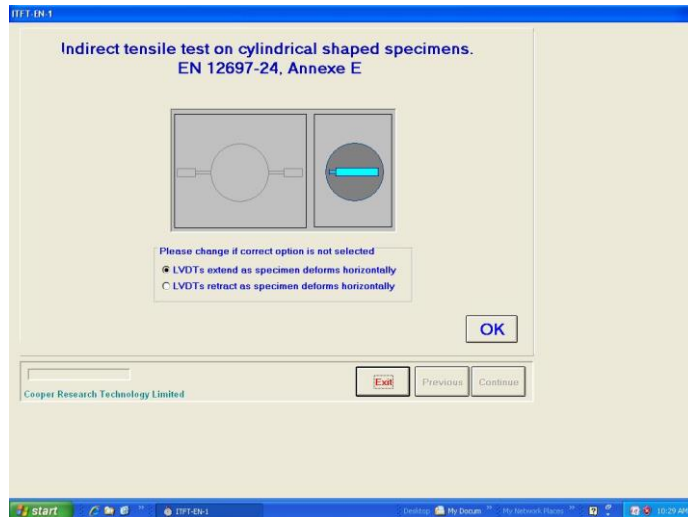 ITFT-EN-1
Indirect tensile test on cylindrical shaped specimens.
EN 12697-24, Annexe E
Please change if correct option is not selected
LVDTs extend as specimen deforms horizontally
LVDTs retract as specimen deforms horizontally
OK
Exit Previous Continue
Cooper Research Technology Limited
start ITFT-EN-1 Desktop My Docum My Network Places 10:29 AM